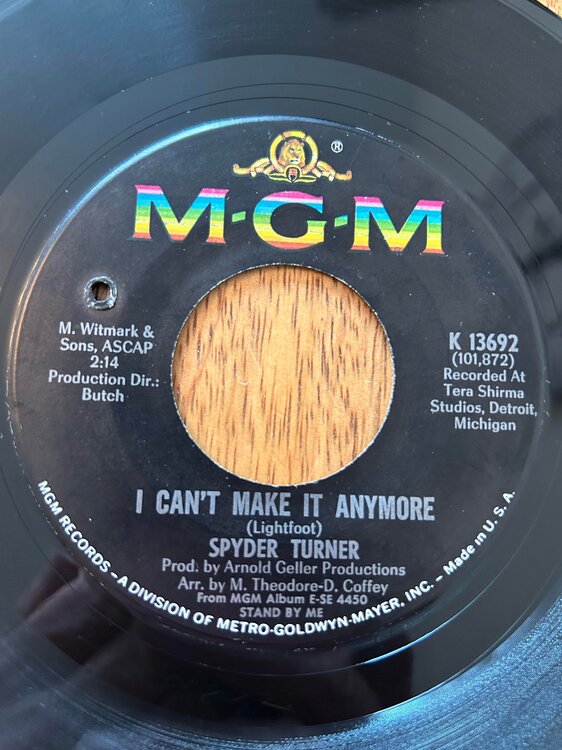 ®
M-G-M
M. Witmark &
Sons, ASCAP
2:14
Production Dir.:
Butch
K 13692
(101,872)
Recorded At
Tera Shirma
Studios, Detroit,
Michigan
I CAN'T MAKE IT ANYMORE
(Lightfoot)
SPYDER TURNER
Prod. by Arnold Geller Productions
Arr. by M. Theodore-D. Coffey
From MGM Album E-SE 4450
STAND BY ME
MGM RECORDS – A DIVISION OF METRO-GOLDWYN-MAYER, INC. – Made in U. S. A.